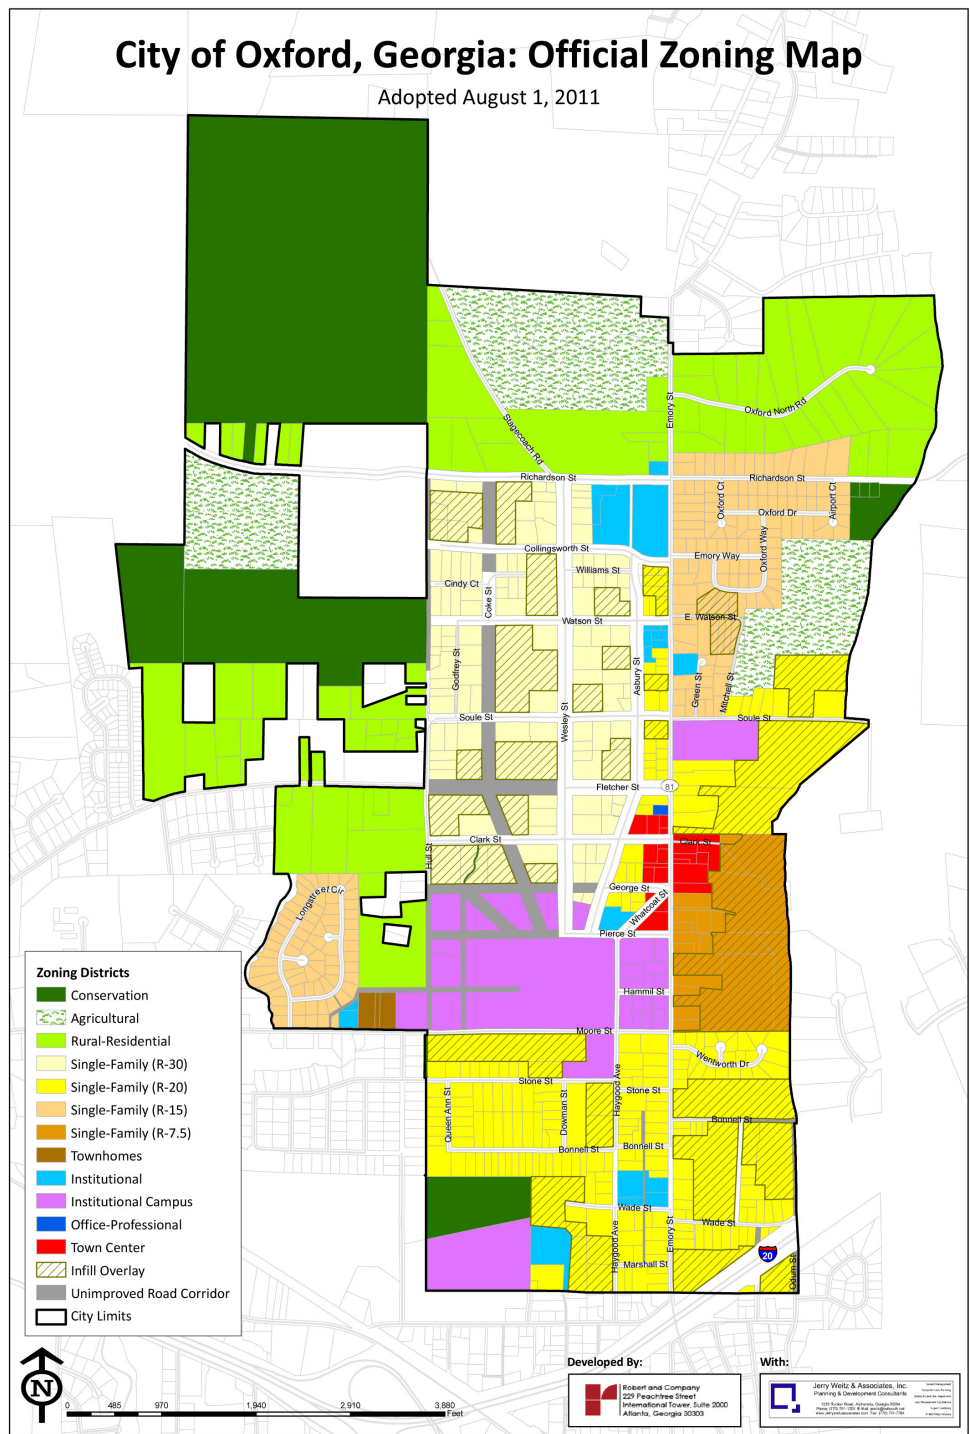 City of Oxford, Georgia: Official Zoning Map
Adopted August 1, 2011
Stagecoach Rd
Emory St
Oxford North Rd
Richardson St
Richardson St
Oxford Ct
Oxford Dr
Airport Ct
Oxford Way
Collingsworth St
Emory Way
Williams St
Cindy Ct
Coke St
Watson St
E. Watson St
Godfrey St
Asbury St
Green St
Mitchell St
Wesley St
Soule St
Soule St
Fletcher St
81
Clark St
Clark St
Hull St
George St
Whatcoat St
Longstreet Cir
Pierce St
Hammil St
Moore St
Wentworth Dr
Stone St
Stone St
Haygood Ave
Queen Ann St
Dowman St
Bonnell St
Bonnell St
Bonnell St
Wade St
Wade St
Haygood Ave
Emory St
Marshall St
20
Odum St
Zoning Districts
Conservation
Agricultural
Rural-Residential
Single-Family (R-30)
Single-Family (R-20)
Single-Family (R-15)
Single-Family (R-7.5)
Townhomes
Institutional
Institutional Campus
Office-Professional
Town Center
Infill Overlay
Unimproved Road Corridor
City Limits
N
0 485 970 1,940 2,910 3,880
Feet
Developed By:
Robert and Company
229 Peachtree Street
International Tower, Suite 2000
Atlanta, Georgia 30303
With:
Jerry Weitz & Associates, Inc.
Planning & Development Consultants